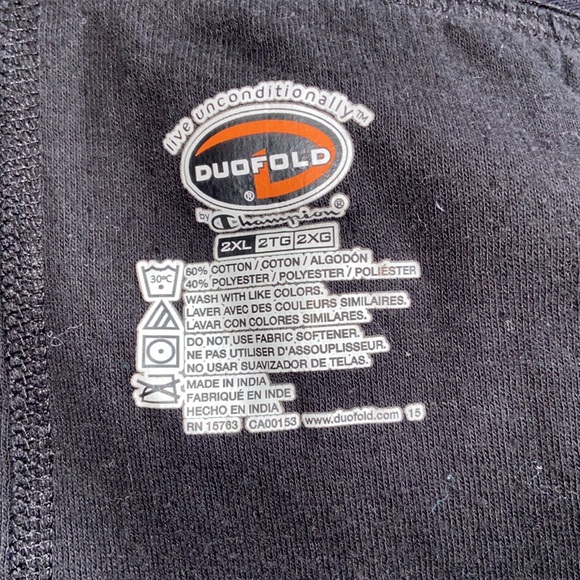 live unconditionally™
DUOFOLD
®
by Champion®
2XL 2TG 2XG
30°C
60% COTTON / COTON / ALGODÓN
40% POLYESTER / POLYESTER / POLIÉSTER
WASH WITH LIKE COLORS.
LAVER AVEC DES COULEURS SIMILAIRES.
LAVAR CON COLORES SIMILARES.
DO NOT USE FABRIC SOFTENER.
NE PAS UTILISER D'ASSOUPLISSEUR.
NO USAR SUAVIZADOR DE TELAS.
MADE IN INDIA
FABRIQUÉ EN INDE
HECHO EN INDIA
RN 15763 CA00153 www.duofold.com 15